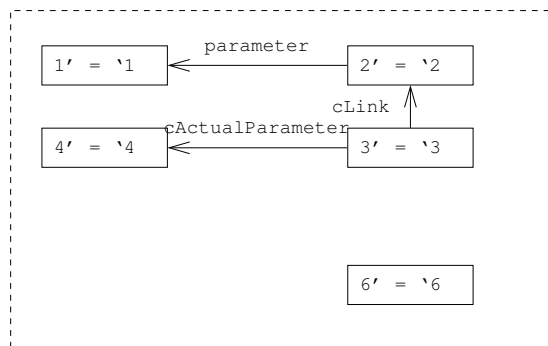 parameter
1′ = ‵1
2′ = ‵2
cLink
cActualParameter
4′ = ‵4
3′ = ‵3
6′ = ‵6